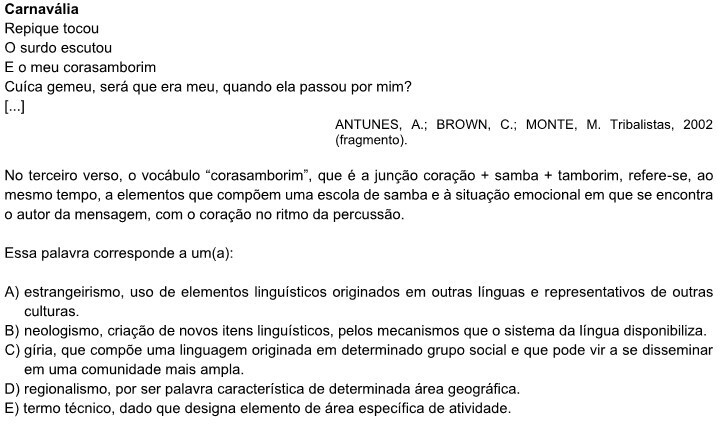 Carnavália
Repique tocou
O surdo escutou
E o meu corasamborim
Cuíca gemeu, será que era meu, quando ela passou por mim?
[...]
ANTUNES, A.; BROWN, C.; MONTE, M. Tribalistas, 2002
(fragmento).
No terceiro verso, o vocábulo “corasamborim”, que é a junção coração + samba + tamborim, refere-se, ao
mesmo tempo, a elementos que compõem uma escola de samba e à situação emocional em que se encontra
o autor da mensagem, com o coração no ritmo da percussão.
Essa palavra corresponde a um(a):
A) estrangeirismo, uso de elementos linguísticos originados em outras línguas e representativos de outras
culturas.
B) neologismo, criação de novos itens linguísticos, pelos mecanismos que o sistema da língua disponibiliza.
C) gíria, que compõe uma linguagem originada em determinado grupo social e que pode vir a se disseminar
em uma comunidade mais ampla.
D) regionalismo, por ser palavra característica de determinada área geográfica.
E) termo técnico, dado que designa elemento de área específica de atividade.